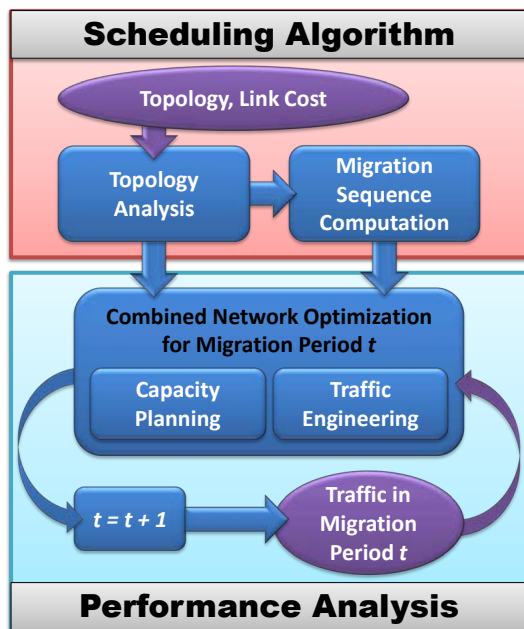 Scheduling Algorithm
Topology, Link Cost
Topology
Analysis
Migration
Sequence
Computation
Combined Network Optimization
for Migration Period t
Capacity
Planning
Traffic
Engineering
t = t + 1
Traffic in
Migration
Period t
Performance Analysis